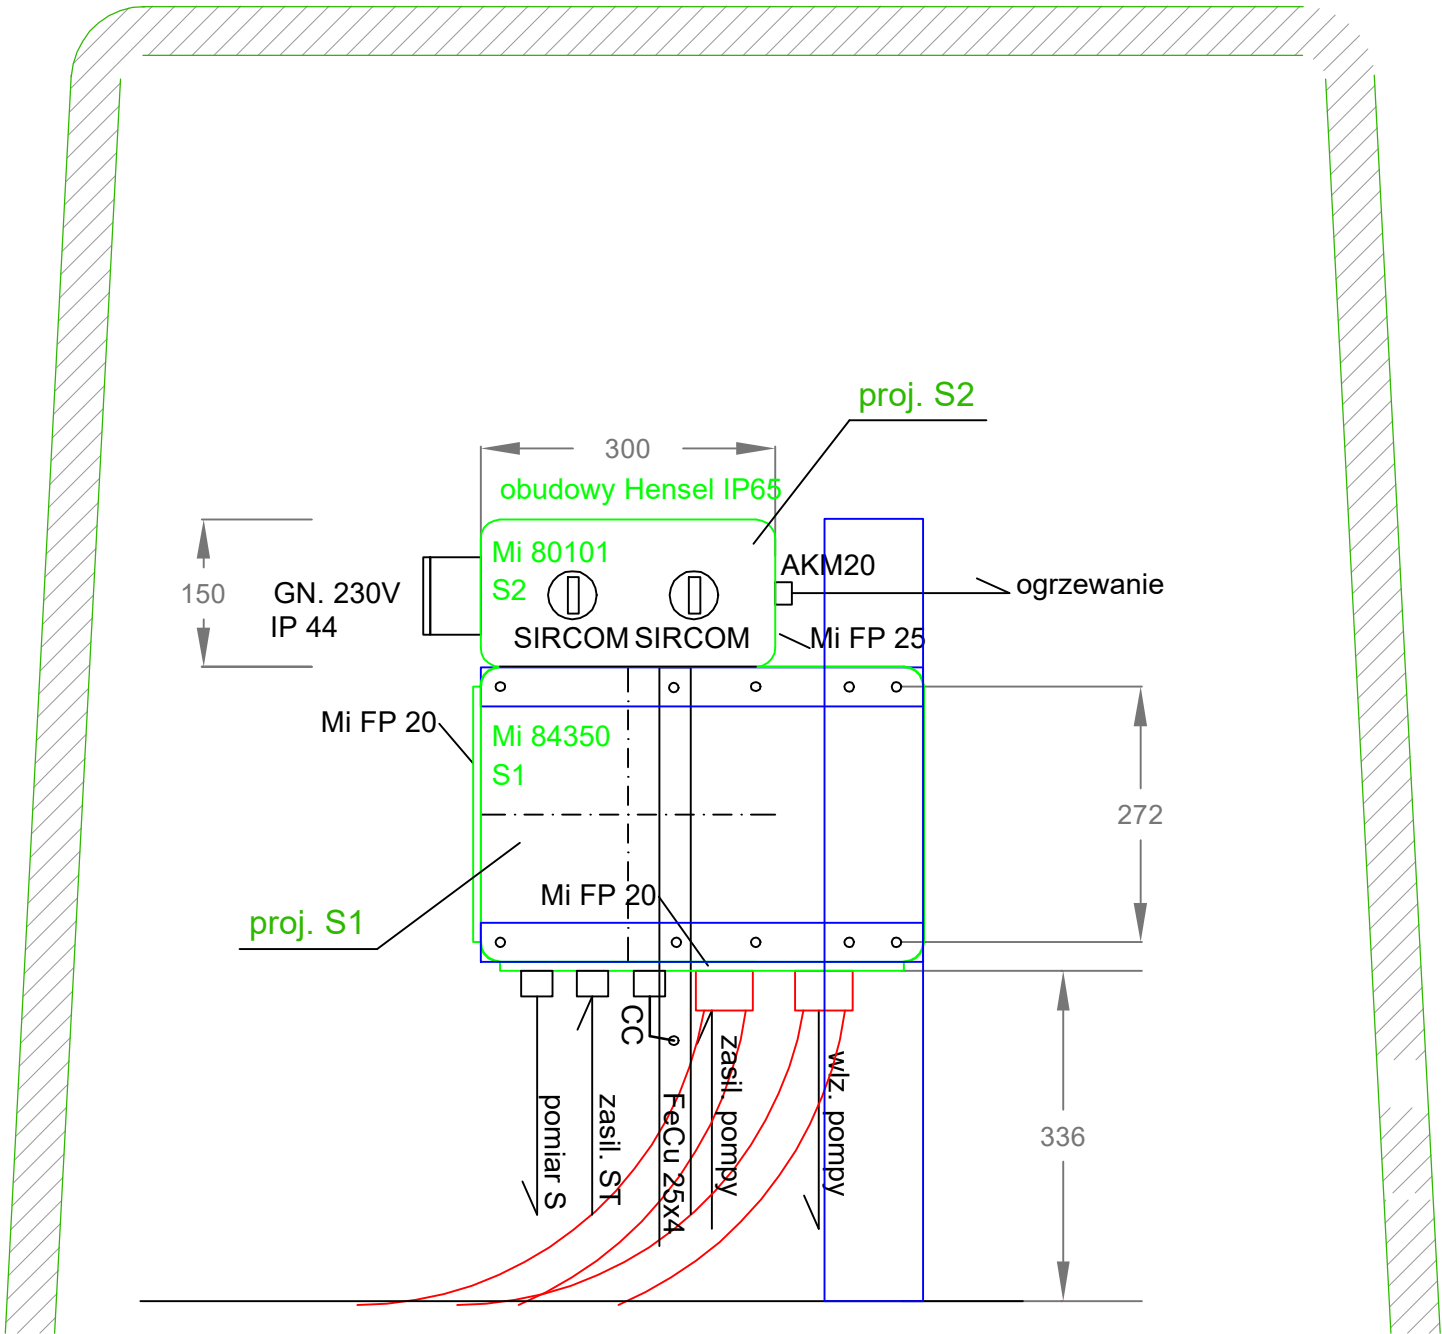 proj. S2
300
obudowy Hensel IP65
Mi 80101
S2
AKM20
ogrzewanie
150
GN. 230V
IP 44
SIRCOM SIRCOM
Mi FP 25
Mi FP 20
Mi 84350
S1
272
Mi FP 20
proj. S1
CC
pomiar S
zasil. ST
FeCu 25x4
zasil. pompy
wlz. pompy
336